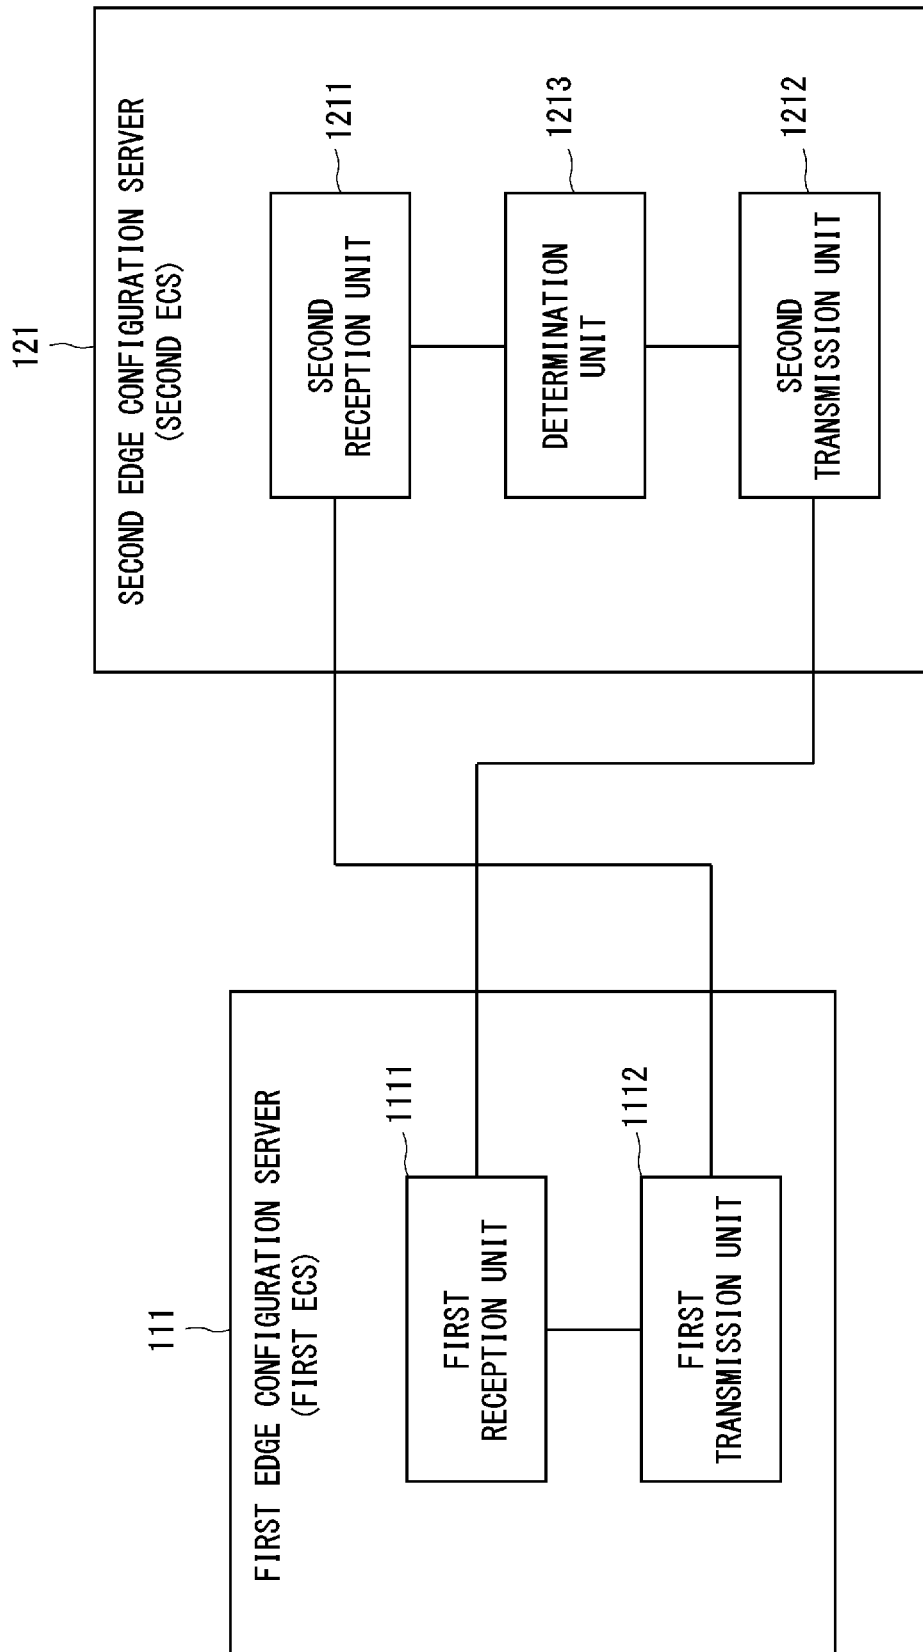 111
FIRST EDGE CONFIGURATION SERVER
(FIRST ECS)
1111
FIRST
RECEPTION UNIT
1112
FIRST
TRANSMISSION UNIT
121
SECOND EDGE CONFIGURATION SERVER
(SECOND ECS)
1211
SECOND
RECEPTION UNIT
1213
DETERMINATION
UNIT
1212
SECOND
TRANSMISSION UNIT